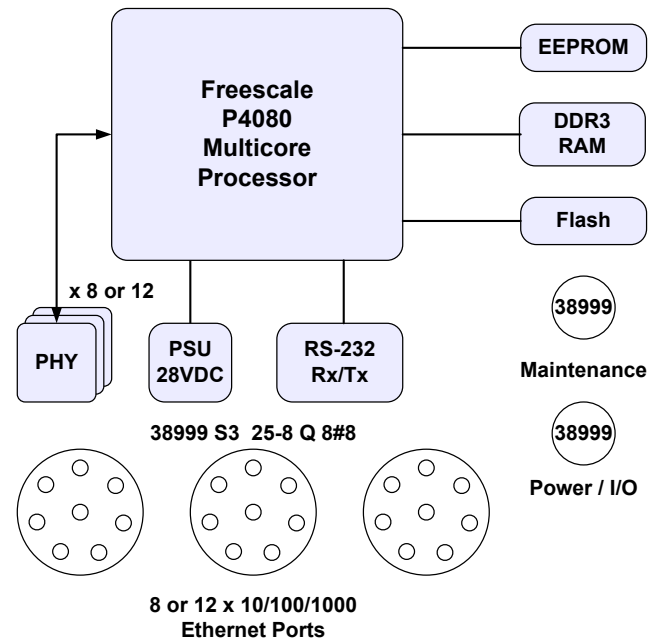 EEPROM
Freescale
P4080
Multicore
Processor
DDR3
RAM
Flash
x 8 or 12
PHY
PSU
28VDC
RS-232
Rx/Tx
38999
Maintenance
38999 S3  25-8 Q 8#8
38999
Power / I/O
8 or 12 x 10/100/1000
Ethernet Ports